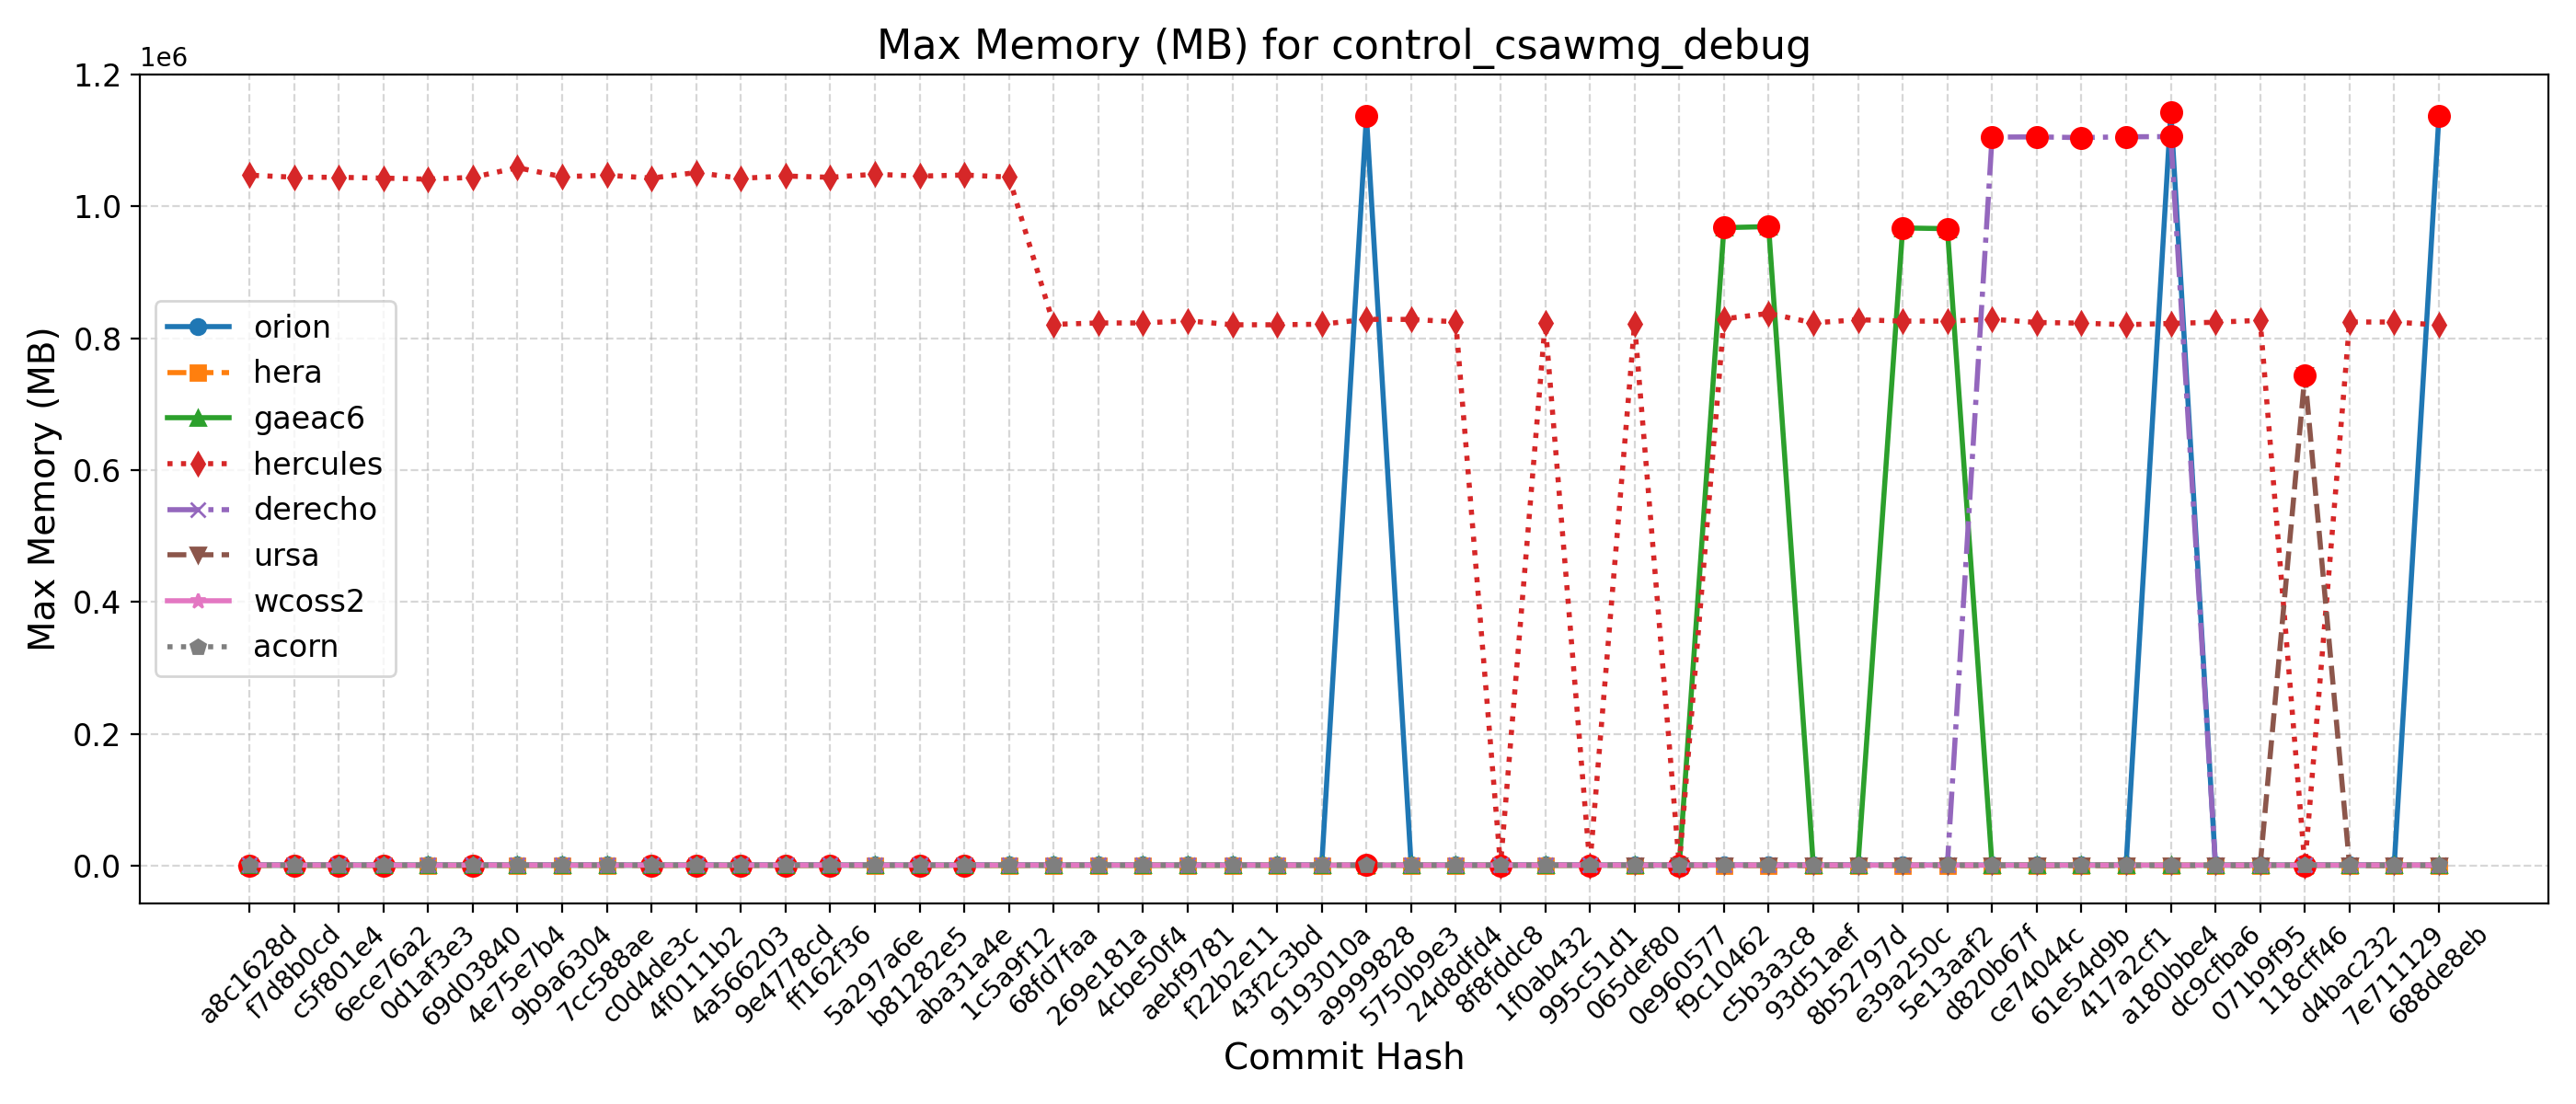 Max Memory (MB) for control_csawmg_debug
1e6
1.2
1.0
0.8
0.6
0.4
0.2
0.0
Max Memory (MB)
orion
hera
gaeac6
hercules
derecho
ursa
wcoss2
acorn
a8c1628d
f7d8b0cd
c5f801e4
6ece76a2
0d1af3e3
69d03840
4e75e7b4
9b9a6304
7cc588ae
c0d4de3c
4f0111b2
4a566203
9e4778cd
ff162f36
5a297a6e
b81282e5
aba31a4e
1c5a9f12
68fd7faa
269e181a
4cbe50f4
aebf9781
f22b2e11
43f2c3bd
9193010a
a9999828
5750b9e3
24d8dfd4
8f8fddc8
1f0ab432
995c51d1
065def80
0e960577
f9c10462
c5b3a3c8
93d51aef
8b52797d
e39a250c
5e13aaf2
d820b67f
ce74044c
61e54d9b
417a2cf1
a180bbe4
dc9cfba6
071b9f95
118cff46
d4bac232
7e711129
688de8eb
Commit Hash